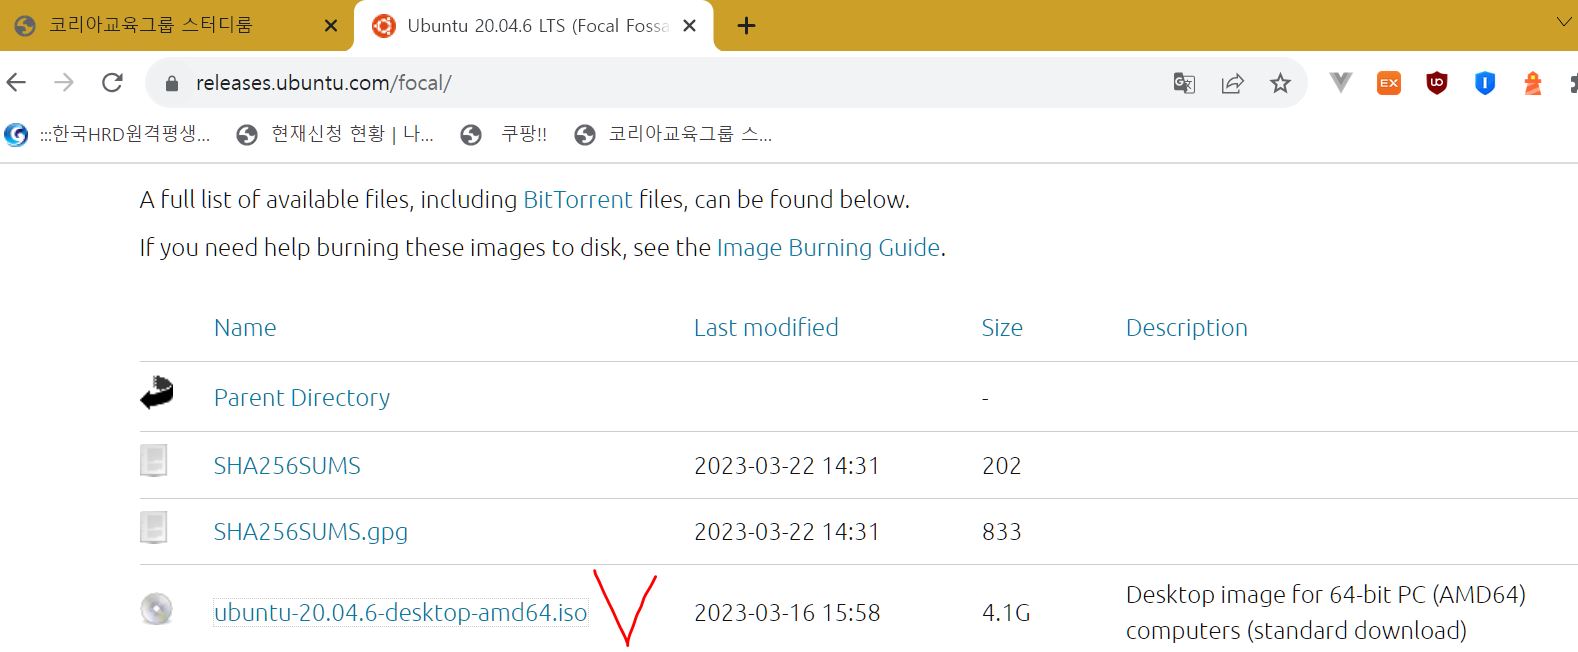 코리아교육그룹 스터디룸
Ubuntu 20.04.6 LTS (Focal Fossa
releases.ubuntu.com/focal/
EX
:::한국HRD원격평생...
현재신청 현황 | 나...
쿠팡!!
코리아교육그룹 스...
A full list of available files, including BitTorrent files, can be found below.
If you need help burning these images to disk, see the Image Burning Guide.
Name Last modified Size Description
Parent Directory -
SHA256SUMS 2023-03-22 14:31 202
SHA256SUMS.gpg 2023-03-22 14:31 833
ubuntu-20.04.6-desktop-amd64.iso 2023-03-16 15:58 4.1G Desktop image for 64-bit PC (AMD64)
computers (standard download)